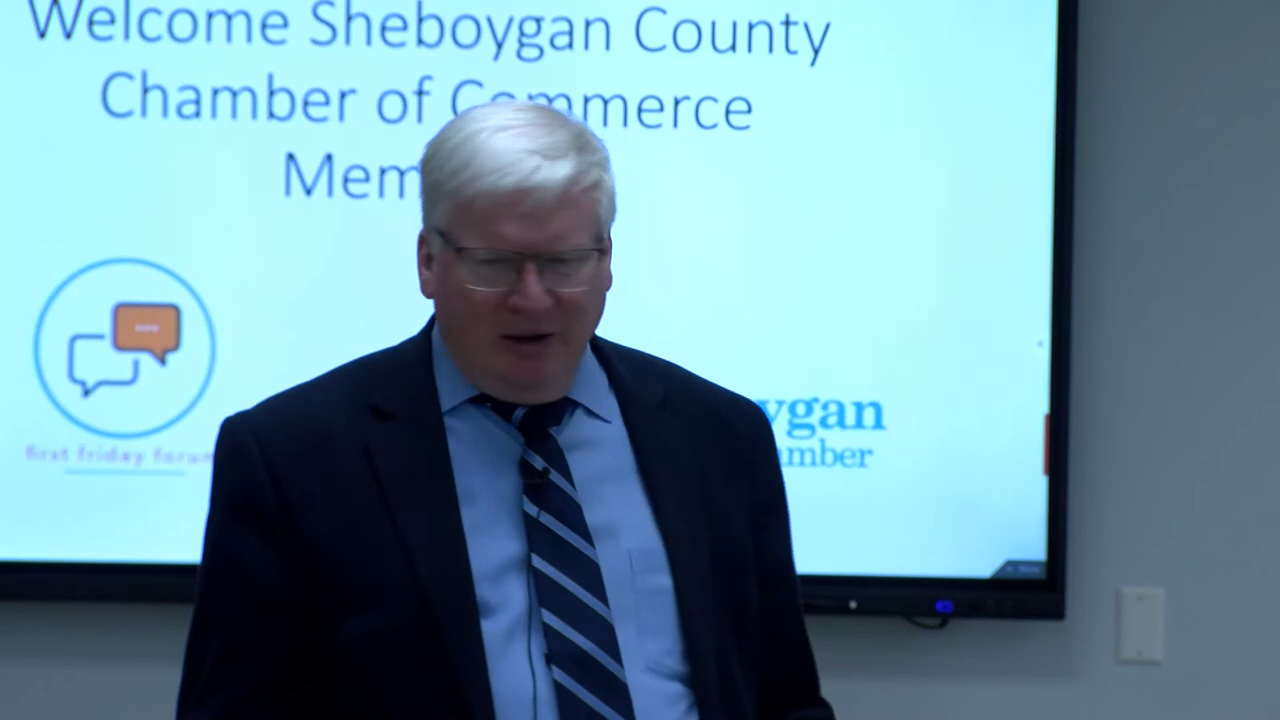 Welcome Sheboygan County
Chamber of Commerce
Mem
first friday forum
ygan
amber